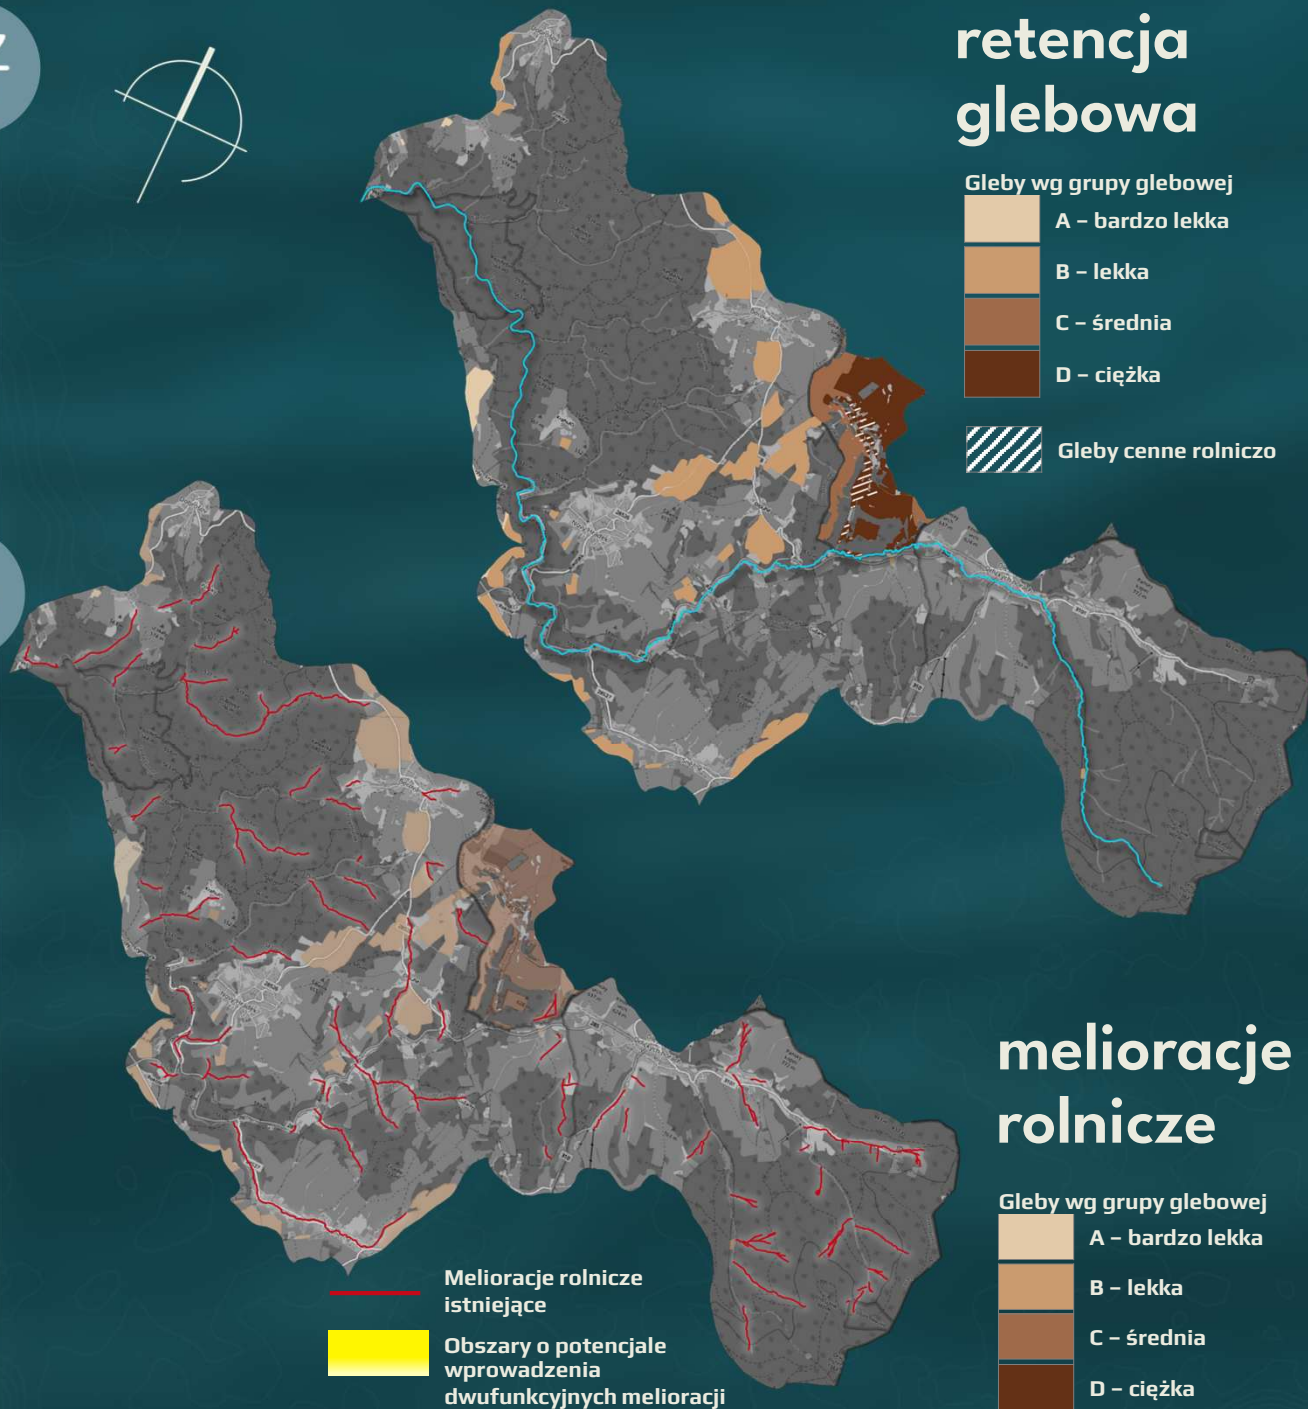 Z
retencja
glebowa
Gleby wg grupy glebowej
A – bardzo lekka
B – lekka
C – średnia
D – ciężka
Gleby cenne rolniczo
melioracje
rolnicze
Gleby wg grupy glebowej
A – bardzo lekka
B – lekka
C – średnia
D – ciężka
Melioracje rolnicze
istniejące
Obszary o potencjale
wprowadzenia
dwufunkcyjnych melioracji